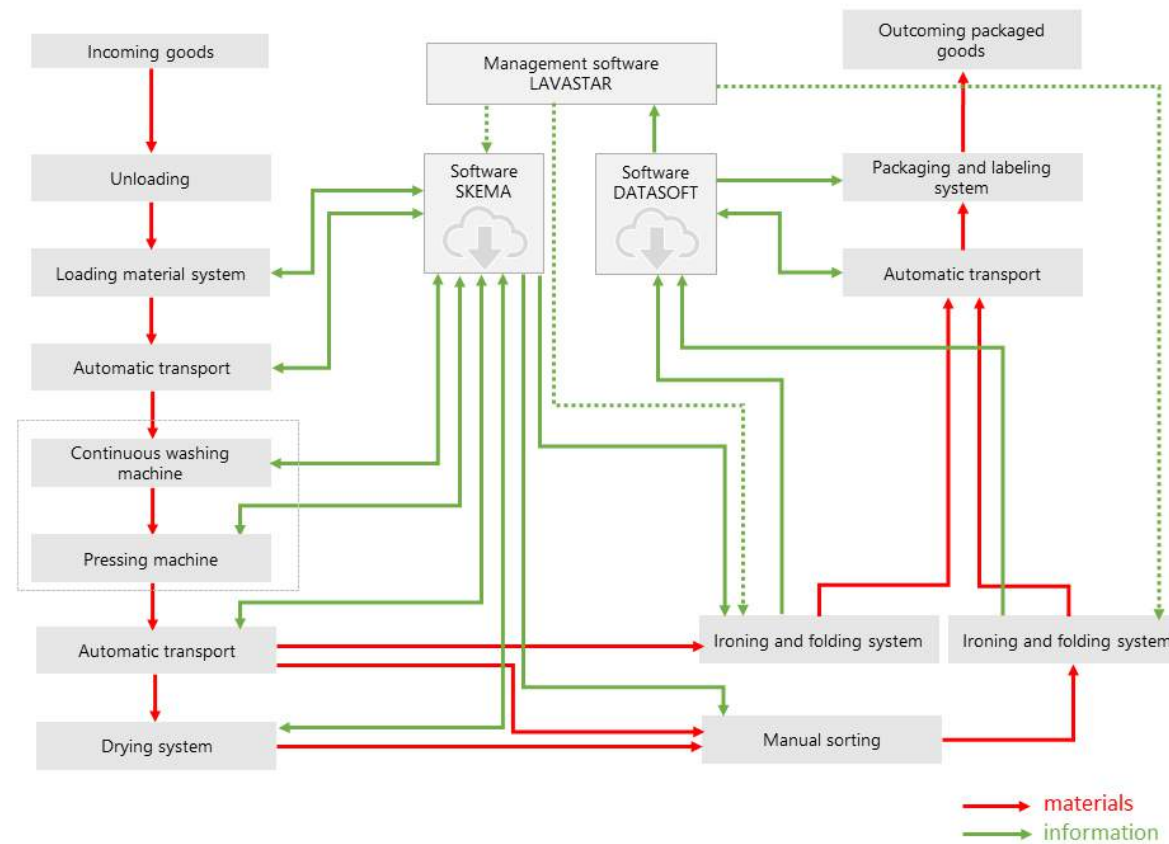 Incoming goods
Management software
LAVASTAR
Outcoming packaged
goods
Unloading
Software
SKEMA
Software
DATASOFT
Packaging and labeling
system
Loading material system
Automatic transport
Automatic transport
Continuous washing
machine
Pressing machine
Automatic transport
Ironing and folding system
Ironing and folding system
Drying system
Manual sorting
materials
information